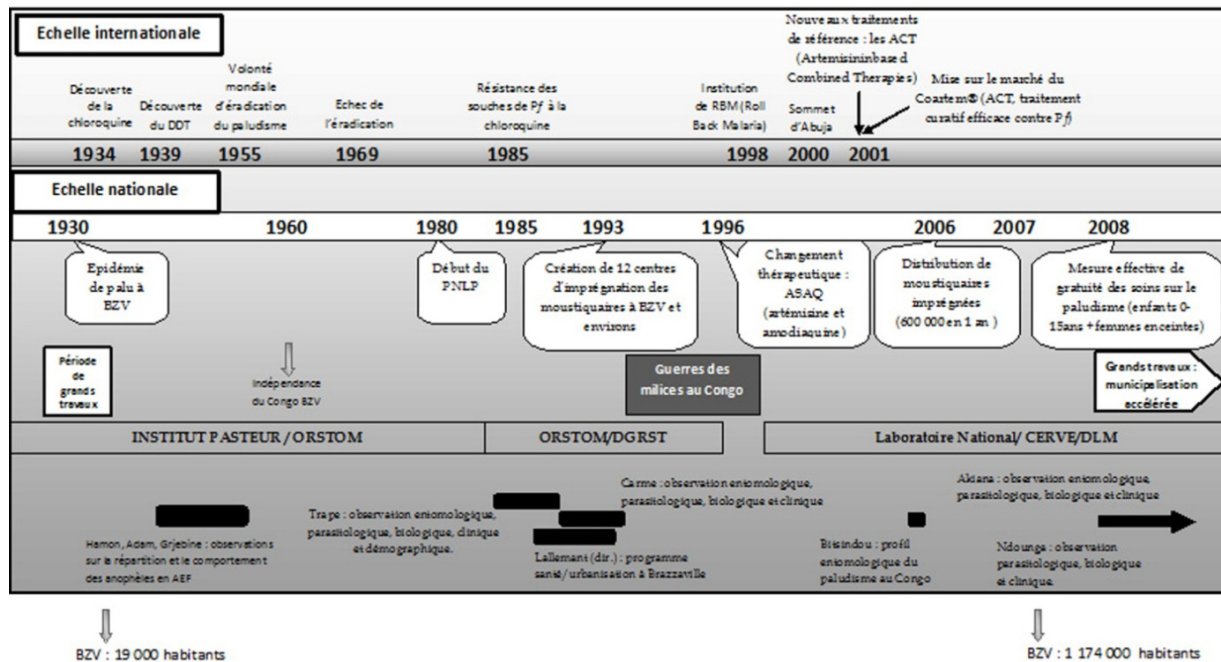 Echelle internationale
Découverte
de la
chloroquine
Découverte
du DDT
Volonté
mondiale
d'éradication
du paludisme
Echec de
l'éradication
Résistance des
souches de Pf à la
chloroquine
Institution
de RBM (Roll
Back Malaria)
Sommet
d'Abuja
Nouveaux traitements
de référence : les ACT
(Artemisininbased
Combined Therapies)
Mise sur le marché du
Coartem® (ACT, traitement
curatif efficace contre Pf)
1934 1939 1955 1969 1985 1998 2000 2001
Echelle nationale
1930 1960 1980 1985 1993 1996 2006 2007 2008
Epidémie
de palu à
BZV
Début du
PNLP
Création de 12 centres
d'imprégnation des
moustiquaires à BZV et
environs
Changement
thérapeutique :
ASAQ
(artémisine et
amodiaquine)
Distribution de
moustiquaires
imprégnées
(600 000 en 1 an )
Mesure effective de
gratuité des soins sur le
paludisme (enfants 0-
15ans + femmes enceintes)
Période
de
grands
travaux
Indépendance
du Congo BZV
Guerres des
milices au Congo
Grands travaux :
municipalisation
accélérée
INSTITUT PASTEUR / ORSTOM
ORSTOM/DGRST
Laboratoire National/ CERVE/DLM
Hamon, Adam, Grjebine : observations
sur la répartition et le comportement
des anophèles en AEF
Trape : observation entomologique,
parasitologique, biologique, clinique
et démographique.
Carme : observation entomologique,
parasitologique, biologique et clinique
Lallemant (dir.) : programme
santé/urbanisation à Brazzaville
Bitsindou : profil
entomologique du
paludisme au Congo
Akiana : observation entomologique,
parasitologique, biologique et clinique
Ndounga : observation
parasitologique, biologique
et clinique.
BZV : 19 000 habitants
BZV : 1 174 000 habitants